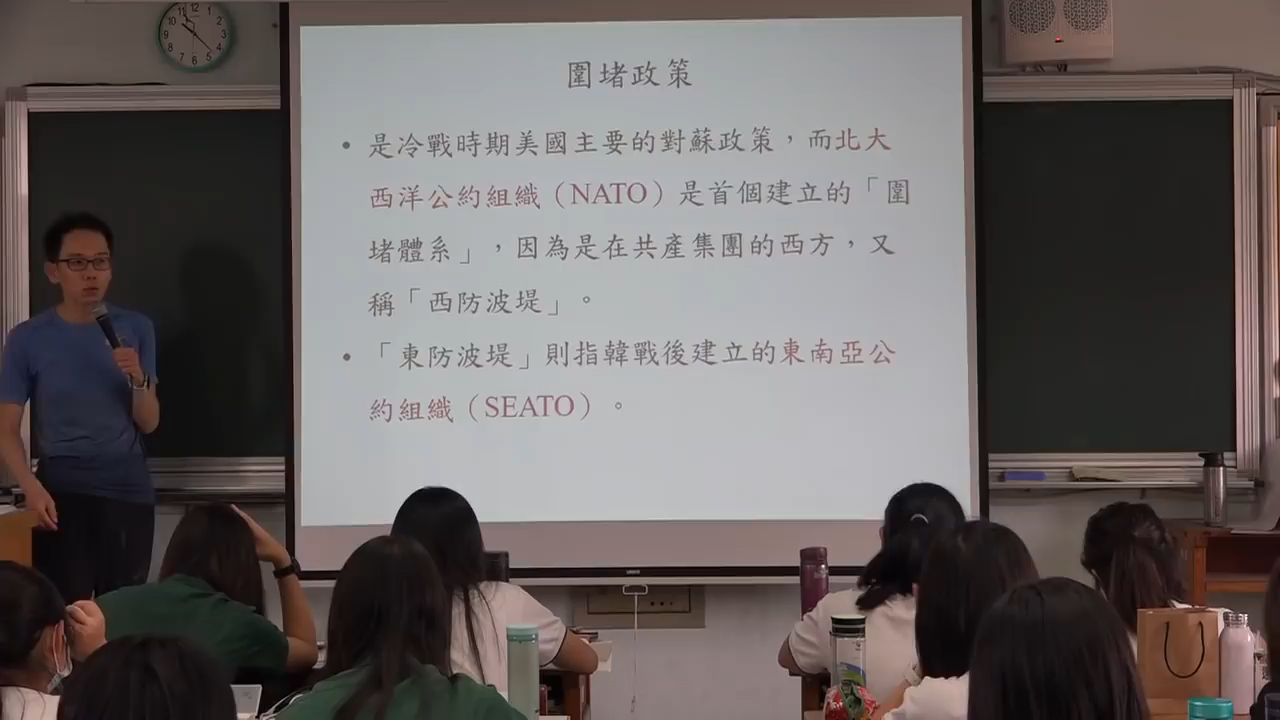 圍堵政策
• 是冷戰時期美國主要的對蘇政策，而北大
西洋公約組織（NATO）是首個建立的「圍
堵體系」，因為是在共產集團的西方，又
稱「西防波堤」。
• 「東防波堤」則指韓戰後建立的東南亞公
約組織（SEATO）。